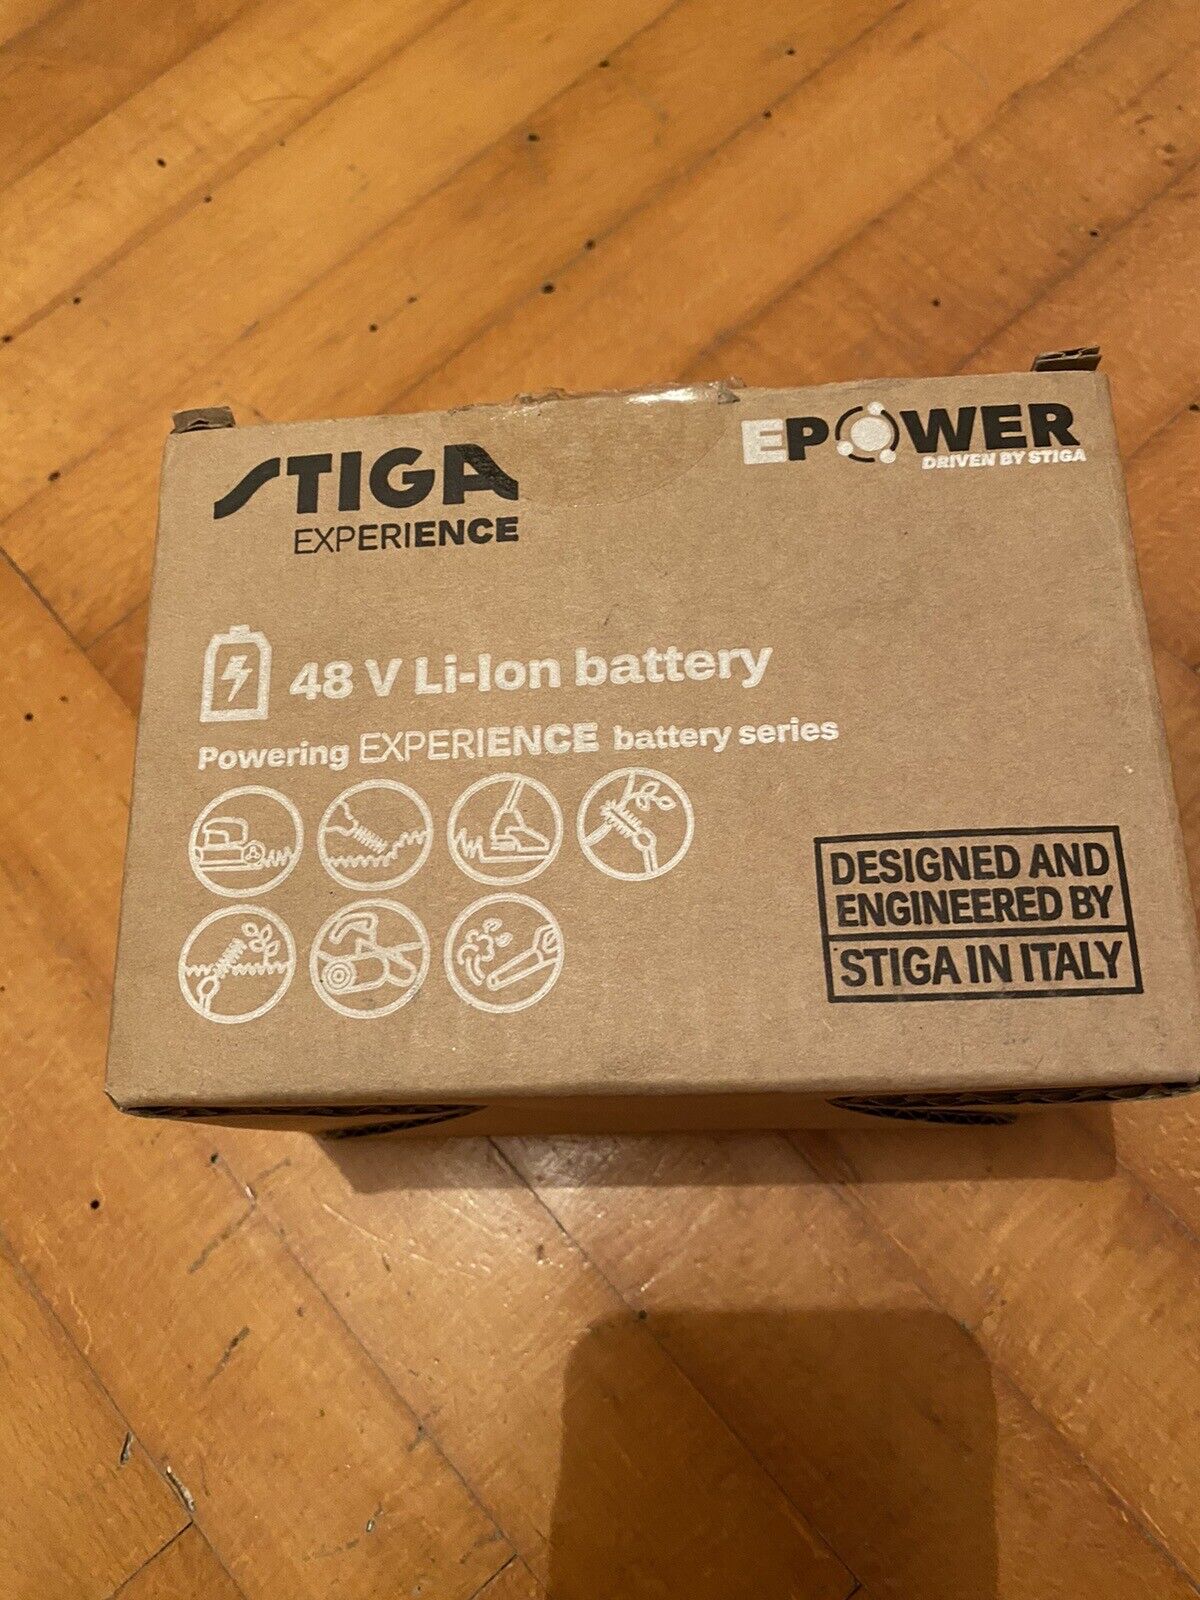 STIGA
EXPERIENCE
EPOWER
DRIVEN BY STIGA
48 V Li-Ion battery
Powering EXPERIENCE battery series
DESIGNED AND
ENGINEERED BY
STIGA IN ITALY